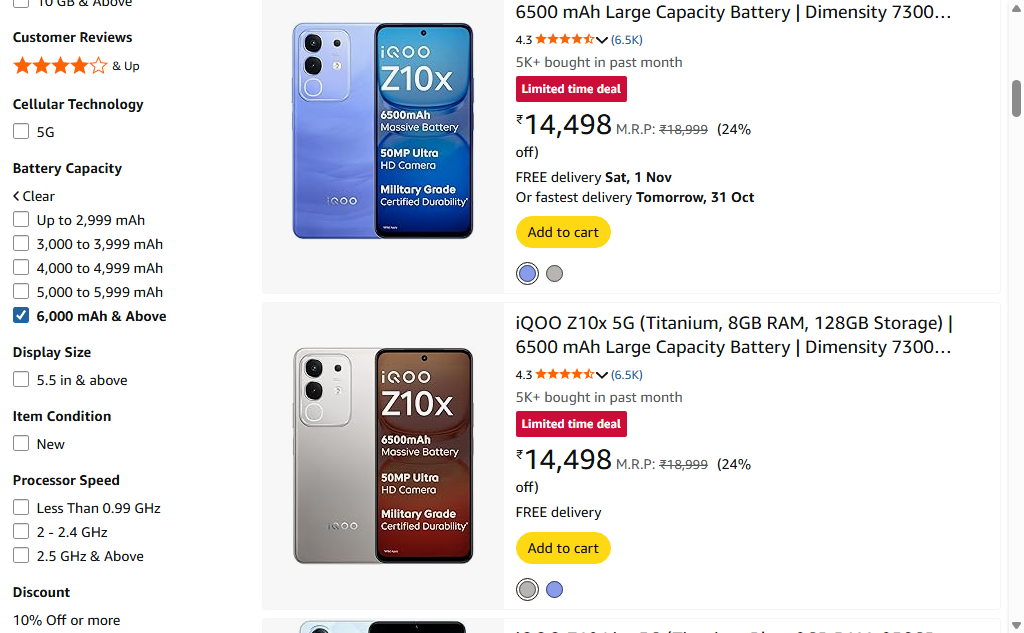 10 GB & Above
Customer Reviews
& Up
Cellular Technology
5G
Battery Capacity
Clear
Up to 2,999 mAh
3,000 to 3,999 mAh
4,000 to 4,999 mAh
5,000 to 5,999 mAh
6,000 mAh & Above
Display Size
5.5 in & above
Item Condition
New
Processor Speed
Less Than 0.99 GHz
2 - 2.4 GHz
2.5 GHz & Above
Discount
10% Off or more
iQOO
Z10x
6500mAh
Massive Battery
50MP Ultra
HD Camera
Military Grade
Certified Durability*
iQOO
6500 mAh Large Capacity Battery | Dimensity 7300...
4.3 (6.5K)
5K+ bought in past month
Limited time deal
₹14,498 M.R.P: ₹18,999 (24%
off)
FREE delivery Sat, 1 Nov
Or fastest delivery Tomorrow, 31 Oct
Add to cart
iQOO
Z10x
6500mAh
Massive Battery
50MP Ultra
HD Camera
Military Grade
Certified Durability*
iQOO
iQOO Z10x 5G (Titanium, 8GB RAM, 128GB Storage) |
6500 mAh Large Capacity Battery | Dimensity 7300...
4.3 (6.5K)
5K+ bought in past month
Limited time deal
₹14,498 M.R.P: ₹18,999 (24%
off)
FREE delivery
Add to cart